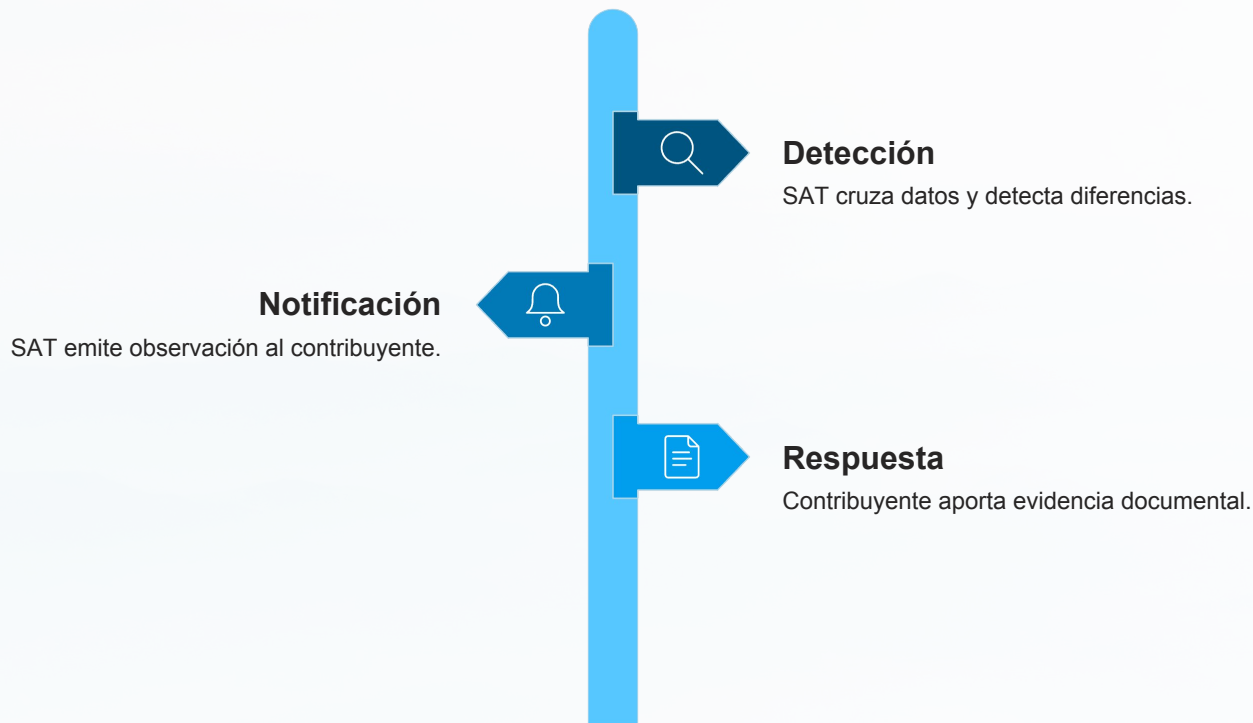 Detección
SAT cruza datos y detecta diferencias.
Notificación
SAT emite observación al contribuyente.
Respuesta
Contribuyente aporta evidencia documental.